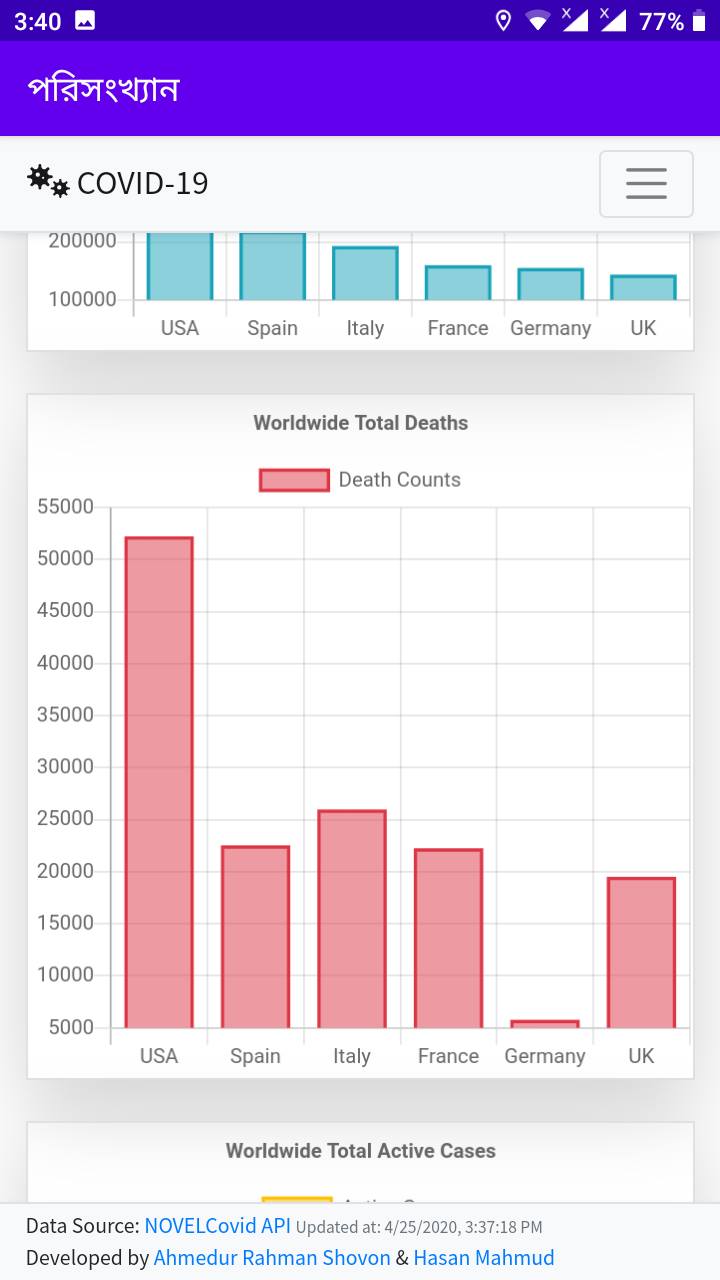 3:40 X X 77%
পরিসংখ্যান
COVID-19
200000
100000
USA Spain Italy France Germany UK
Worldwide Total Deaths
Death Counts
55000
50000
45000
40000
35000
30000
25000
20000
15000
10000
5000
USA Spain Italy France Germany UK
Worldwide Total Active Cases
Data Source: NOVELCovid API Updated at: 4/25/2020, 3:37:18 PM
Developed by Ahmedur Rahman Shovon & Hasan Mahmud